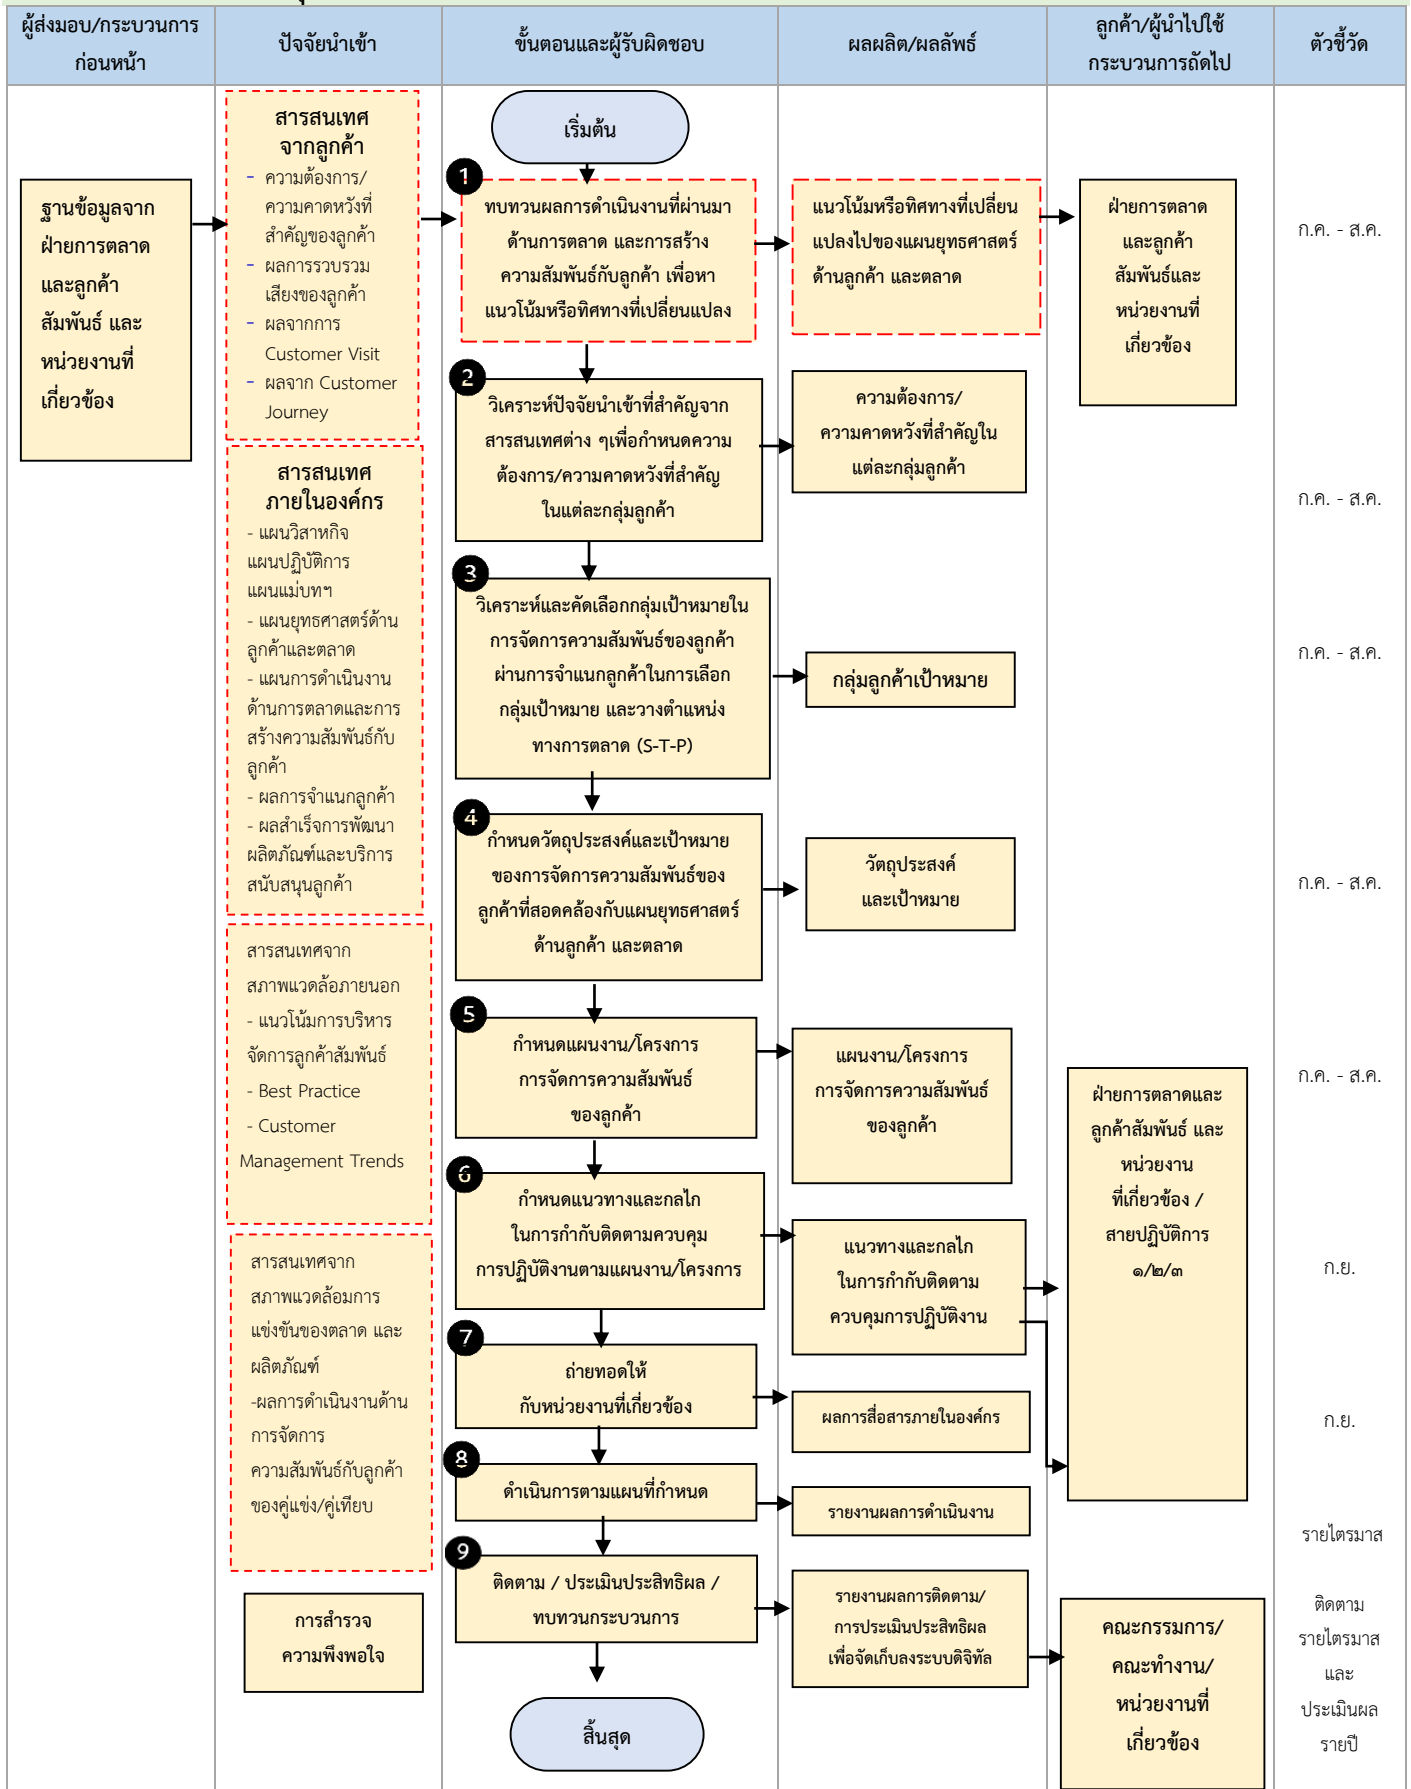 ผู้ส่งมอบ/กระบวนการ
ก่อนหน้า
ปัจจัยนำเข้า
ขั้นตอนและผู้รับผิดชอบ
ผลผลิต/ผลลัพธ์
ลูกค้า/ผู้นำไปใช้
กระบวนการถัดไป
ตัวชี้วัด
ฐานข้อมูลจาก
ฝ่ายการตลาด
และลูกค้า
สัมพันธ์ และ
หน่วยงานที่
เกี่ยวข้อง
สารสนเทศ
จากลูกค้า
- ความต้องการ/
ความคาดหวังที่
สำคัญของลูกค้า
- ผลการรวบรวม
เสียงของลูกค้า
- ผลจากการ
Customer Visit
- ผลจาก Customer
Journey
สารสนเทศ
ภายในองค์กร
- แผนวิสาหกิจ
แผนปฏิบัติการ
แผนแม่บทฯ
- แผนยุทธศาสตร์ด้าน
ลูกค้าและตลาด
- แผนการดำเนินงาน
ด้านการตลาดและการ
สร้างความสัมพันธ์กับ
ลูกค้า
- ผลการจำแนกลูกค้า
- ผลสำเร็จการพัฒนา
ผลิตภัณฑ์และบริการ
สนับสนุนลูกค้า
สารสนเทศจาก
สภาพแวดล้อภายนอก
- แนวโน้มการบริหาร
จัดการลูกค้าสัมพันธ์
- Best Practice
- Customer
Management Trends
สารสนเทศจาก
สภาพแวดล้อมการ
แข่งขันของตลาด และ
ผลิตภัณฑ์
-ผลการดำเนินงานด้าน
การจัดการ
ความสัมพันธ์กับลูกค้า
ของคู่แข่ง/คู่เทียบ
การสำรวจ
ความพึงพอใจ
เริ่มต้น
1
ทบทวนผลการดำเนินงานที่ผ่านมา
ด้านการตลาด และการสร้าง
ความสัมพันธ์กับลูกค้า เพื่อหา
แนวโน้มหรือทิศทางที่เปลี่ยนแปลง
2
วิเคราะห์ปัจจัยนำเข้าที่สำคัญจาก
สารสนเทศต่าง ๆเพื่อกำหนดความ
ต้องการ/ความคาดหวังที่สำคัญ
ในแต่ละกลุ่มลูกค้า
3
วิเคราะห์และคัดเลือกกลุ่มเป้าหมายใน
การจัดการความสัมพันธ์ของลูกค้า
ผ่านการจำแนกลูกค้าในการเลือก
กลุ่มเป้าหมาย และวางตำแหน่ง
ทางการตลาด (S-T-P)
4
กำหนดวัตถุประสงค์และเป้าหมาย
ของการจัดการความสัมพันธ์ของ
ลูกค้าที่สอดคล้องกับแผนยุทธศาสตร์
ด้านลูกค้า และตลาด
5
กำหนดแผนงาน/โครงการ
การจัดการความสัมพันธ์
ของลูกค้า
6
กำหนดแนวทางและกลไก
ในการกำกับติดตามควบคุม
การปฏิบัติงานตามแผนงาน/โครงการ
7
ถ่ายทอดให้
กับหน่วยงานที่เกี่ยวข้อง
8
ดำเนินการตามแผนที่กำหนด
9
ติดตาม / ประเมินประสิทธิผล /
ทบทวนกระบวนการ
สิ้นสุด
แนวโน้มหรือทิศทางที่เปลี่ยน
แปลงไปของแผนยุทธศาสตร์
ด้านลูกค้า และตลาด
ความต้องการ/
ความคาดหวังที่สำคัญใน
แต่ละกลุ่มลูกค้า
กลุ่มลูกค้าเป้าหมาย
วัตถุประสงค์
และเป้าหมาย
แผนงาน/โครงการ
การจัดการความสัมพันธ์
ของลูกค้า
แนวทางและกลไก
ในการกำกับติดตาม
ควบคุมการปฏิบัติงาน
ผลการสื่อสารภายในองค์กร
รายงานผลการดำเนินงาน
รายงานผลการติดตาม/
การประเมินประสิทธิผล
เพื่อจัดเก็บลงระบบดิจิทัล
ฝ่ายการตลาด
และลูกค้า
สัมพันธ์และ
หน่วยงานที่
เกี่ยวข้อง
ฝ่ายการตลาดและ
ลูกค้าสัมพันธ์ และ
หน่วยงาน
ที่เกี่ยวข้อง /
สายปฏิบัติการ
๑/๒/๓
คณะกรรมการ/
คณะทำงาน/
หน่วยงานที่
เกี่ยวข้อง
ก.ค. - ส.ค.
ก.ค. - ส.ค.
ก.ค. - ส.ค.
ก.ค. - ส.ค.
ก.ค. - ส.ค.
ก.ย.
ก.ย.
รายไตรมาส
ติดตาม
รายไตรมาส
และ
ประเมินผล
รายปี